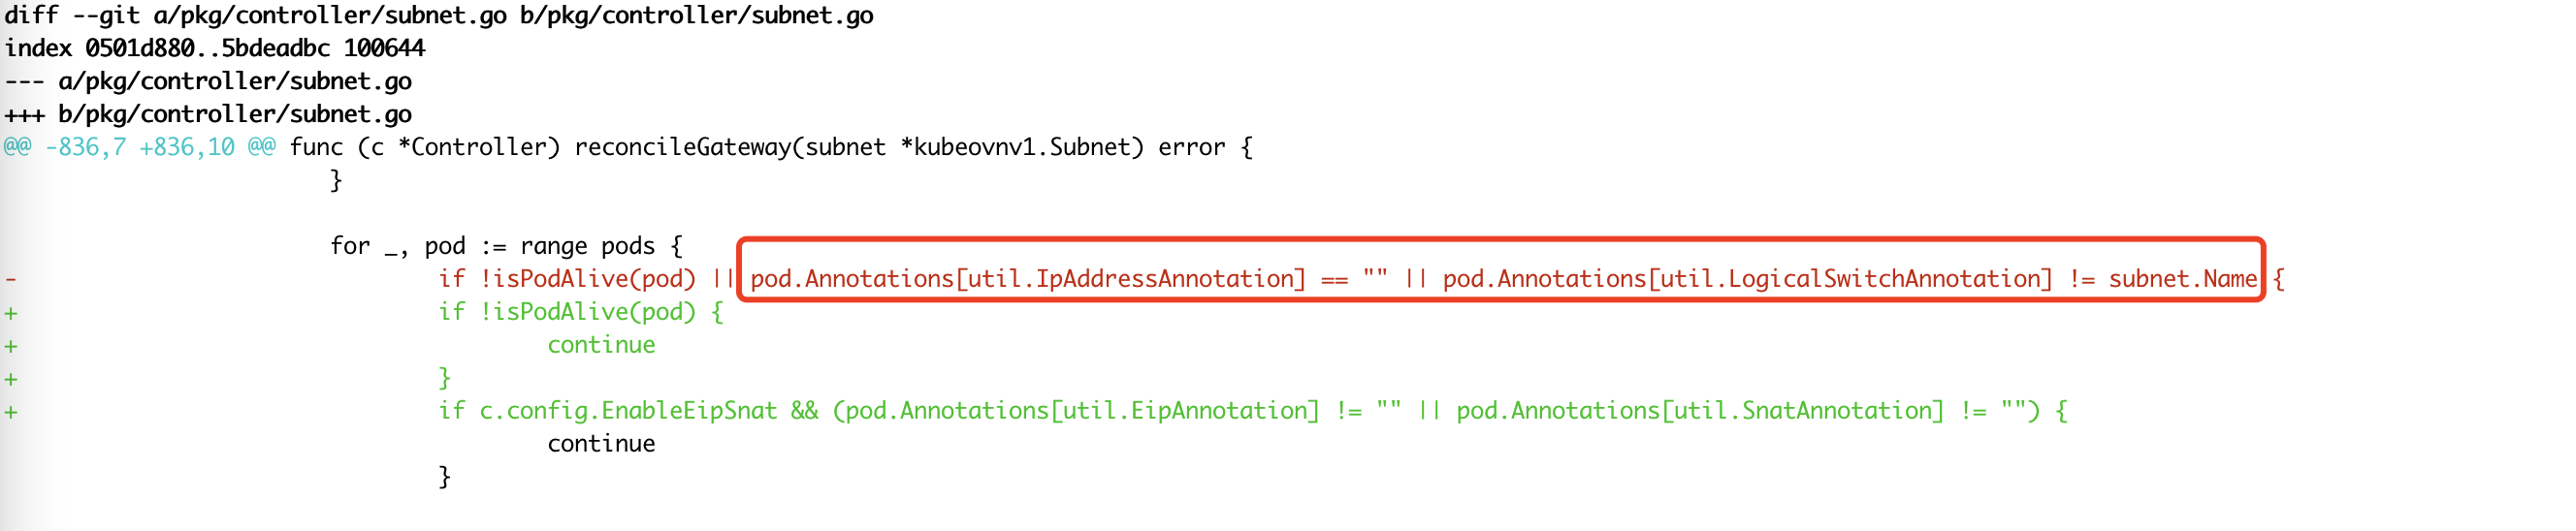 diff --git a/pkg/controller/subnet.go b/pkg/controller/subnet.go
index 0501d880..5bdeadbc 100644
--- a/pkg/controller/subnet.go
+++ b/pkg/controller/subnet.go
@@ -836,7 +836,10 @@ func (c *Controller) reconcileGateway(subnet *kubeovnv1.Subnet) error {
}
for _, pod := range pods {
- if !isPodAlive(pod) || pod.Annotations[util.IpAddressAnnotation] == "" || pod.Annotations[util.LogicalSwitchAnnotation] != subnet.Name {
+ if !isPodAlive(pod) {
+ continue
+ }
+ if c.config.EnableEipSnat && (pod.Annotations[util.EipAnnotation] != "" || pod.Annotations[util.SnatAnnotation] != "") {
continue
}